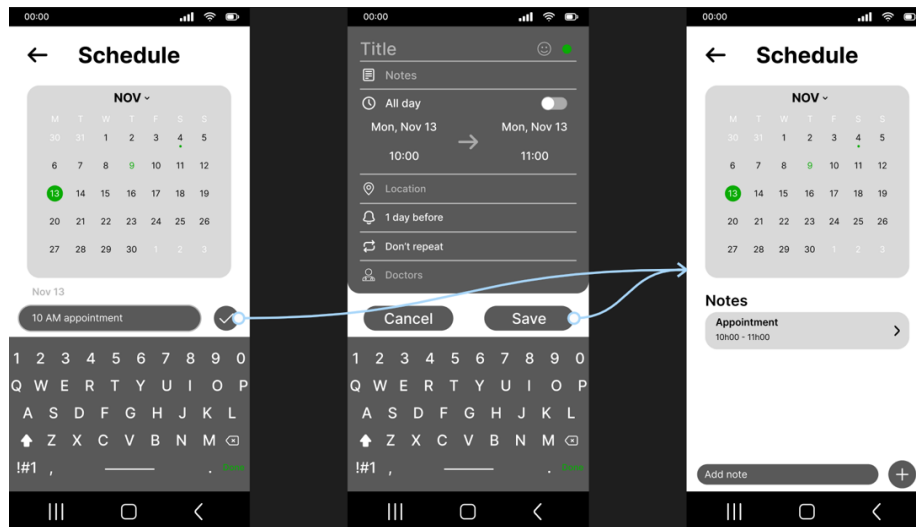 00:00
Schedule
NOV
M T W T F S S
30 31 1 2 3 4 5
6 7 8 9 10 11 12
13 14 15 16 17 18 19
20 21 22 23 24 25 26
27 28 29 30 1 2 3
Nov 13
10 AM appointment
1 2 3 4 5 6 7 8 9 0
Q W E R T Y U I O P
A S D F G H J K L
Z X C V B N M
!#1 , . Done
00:00
Title
Notes
All day
Mon, Nov 13 Mon, Nov 13
10:00 11:00
Location
1 day before
Don't repeat
Doctors
Cancel Save
1 2 3 4 5 6 7 8 9 0
Q W E R T Y U I O P
A S D F G H J K L
Z X C V B N M
!#1 , . Done
00:00
Schedule
NOV
M T W T F S S
30 31 1 2 3 4 5
6 7 8 9 10 11 12
13 14 15 16 17 18 19
20 21 22 23 24 25 26
27 28 29 30 1 2 3
Notes
Appointment
10h00 - 11h00
Add note